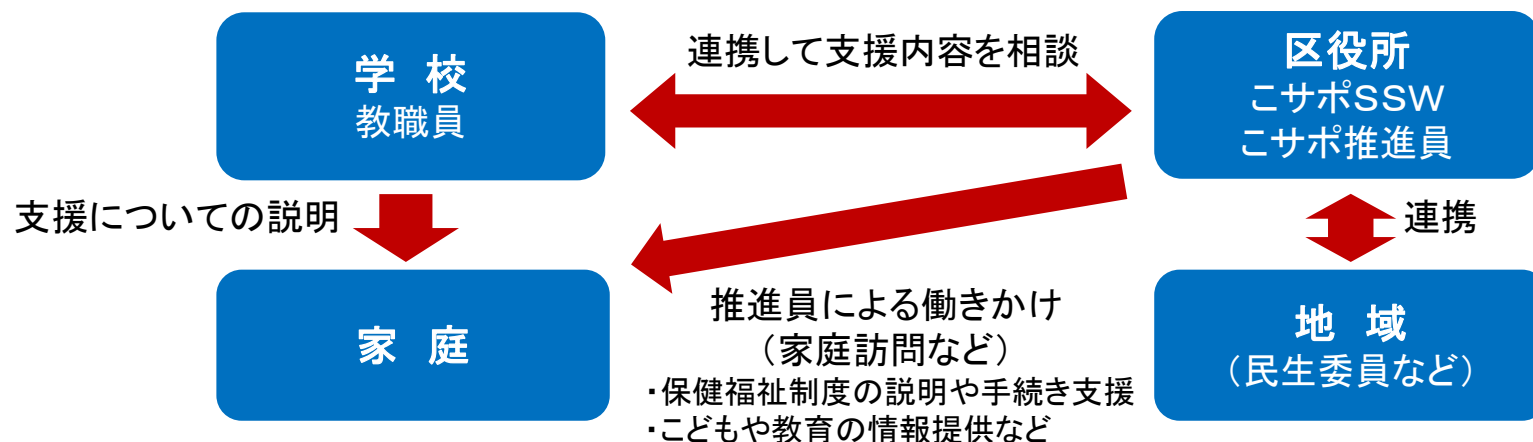 学 校
教職員
連携して支援内容を相談
区役所
こサポSSW
こサポ推進員
支援についての説明
連携
家 庭
推進員による働きかけ
(家庭訪問など)
・保健福祉制度の説明や手続き支援
・こどもや教育の情報提供など
地 域
(民生委員など)